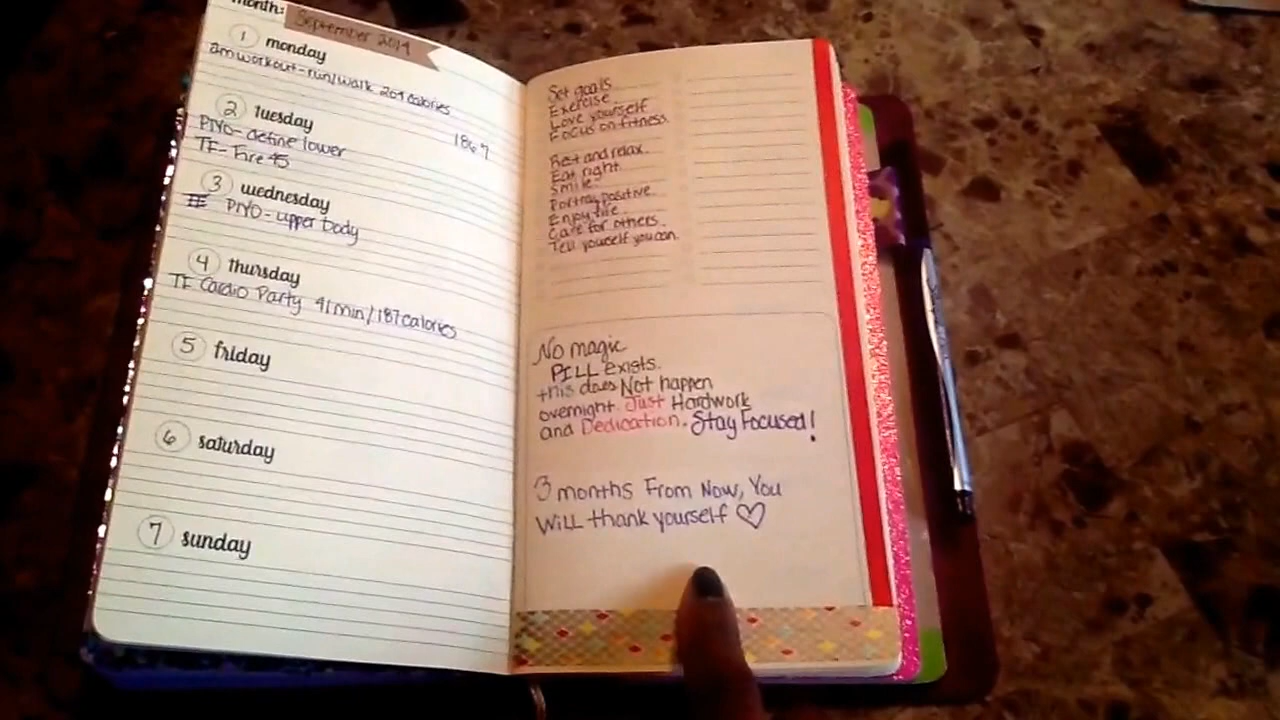 month:
September 2014
1 monday
am workout - run/walk 204 calories
2 tuesday
186.9
PIYO - define lower
TF - Fire 45
3 wednesday
PIYO - upper body
4 thursday
TF Cardio Party 41min/187calories
5 friday
6 saturday
7 sunday
Set goals.
Exercise
Love yourself
Focus on fitness.
Rest and relax.
Eat right.
Smile.
Portray positive.
Enjoy life.
Care for others.
Tell yourself you can.
No magic
PILL exists.
this does Not happen
overnight. Just Hardwork
and Dedication. Stay Focused!
3 months From Now, You
Will thank yourself ♡